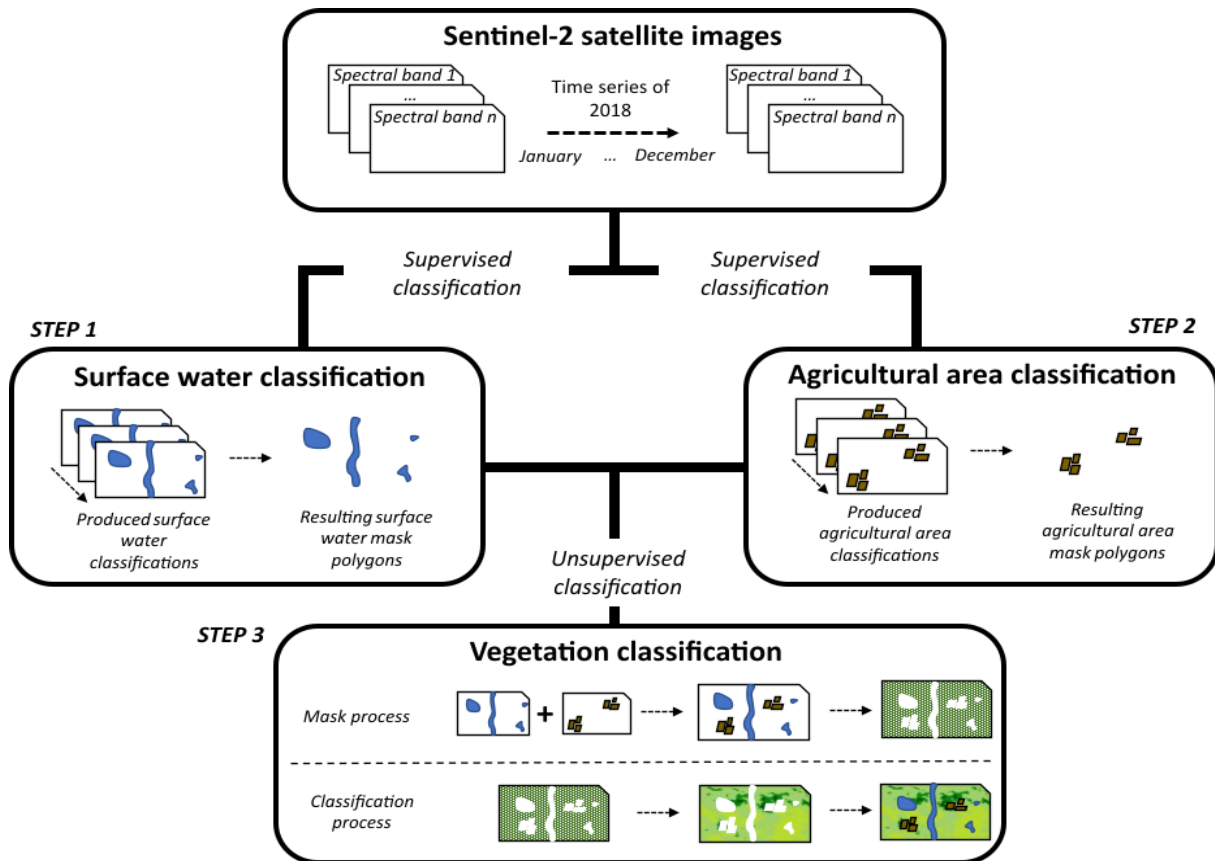 Sentinel-2 satellite images
Spectral band 1
...
Spectral band n
Time series of
2018
January ... December
Spectral band 1
...
Spectral band n
Supervised
classification
Supervised
classification
STEP 1
STEP 2
Surface water classification
Produced surface
water
classifications
Resulting surface
water mask
polygons
Agricultural area classification
Produced
agricultural area
classifications
Resulting
agricultural area
mask polygons
Unsupervised
classification
STEP 3
Vegetation classification
Mask process
+
Classification
process